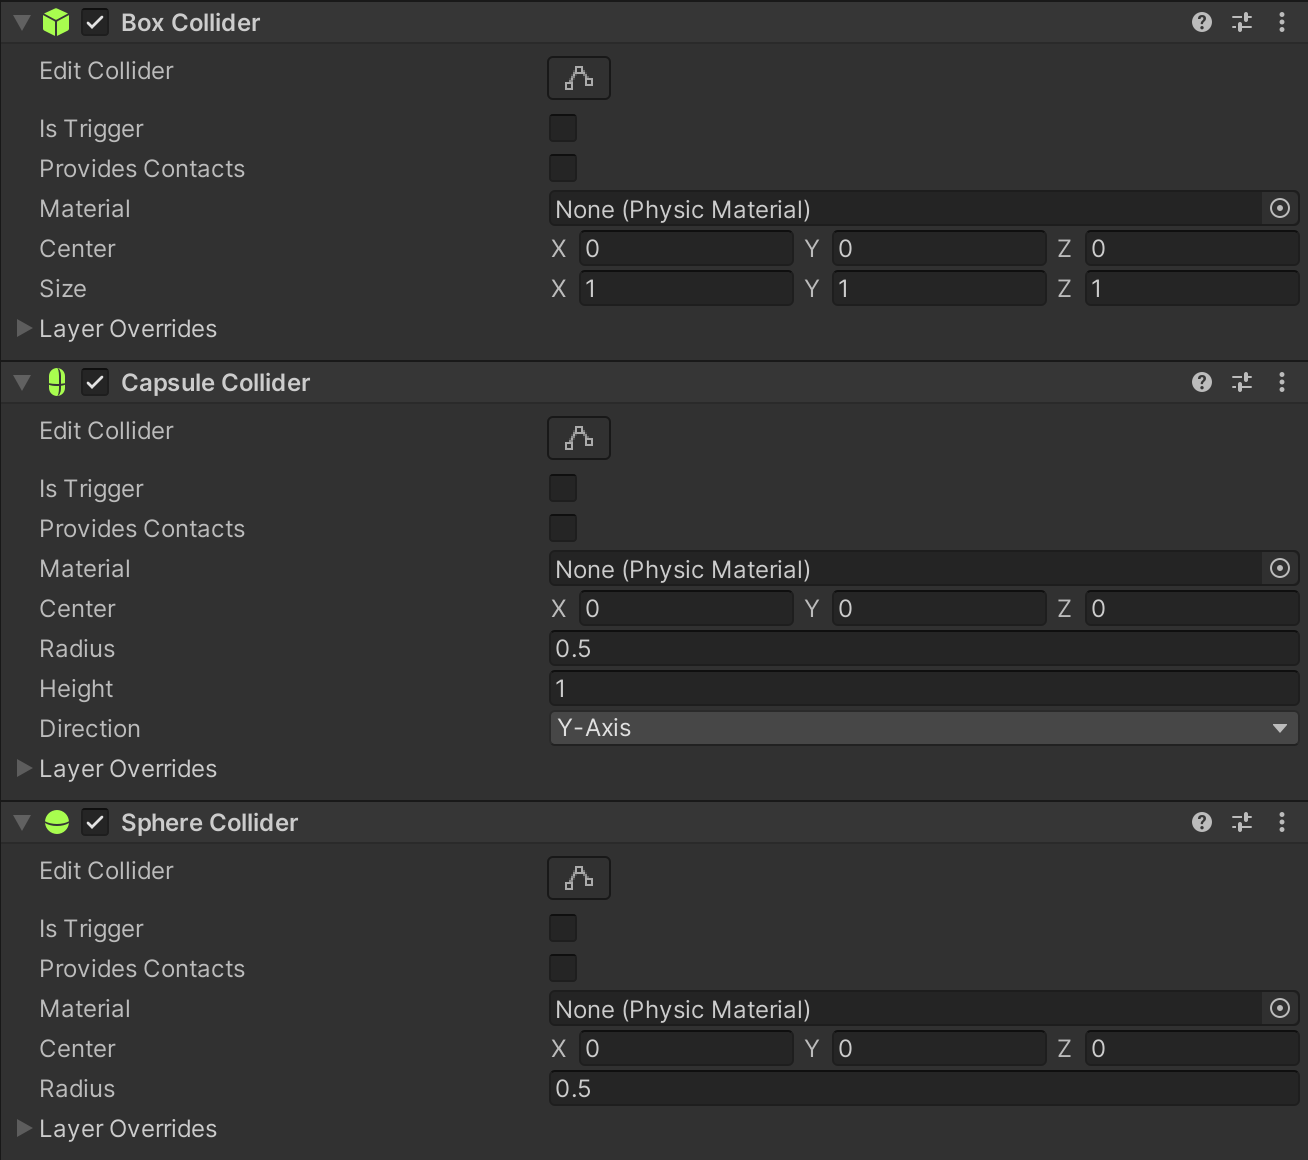 Box Collider
Edit Collider
Is Trigger
Provides Contacts
Material None (Physic Material)
Center X 0 Y 0 Z 0
Size X 1 Y 1 Z 1
Layer Overrides
Capsule Collider
Edit Collider
Is Trigger
Provides Contacts
Material None (Physic Material)
Center X 0 Y 0 Z 0
Radius 0.5
Height 1
Direction Y-Axis
Layer Overrides
Sphere Collider
Edit Collider
Is Trigger
Provides Contacts
Material None (Physic Material)
Center X 0 Y 0 Z 0
Radius 0.5
Layer Overrides